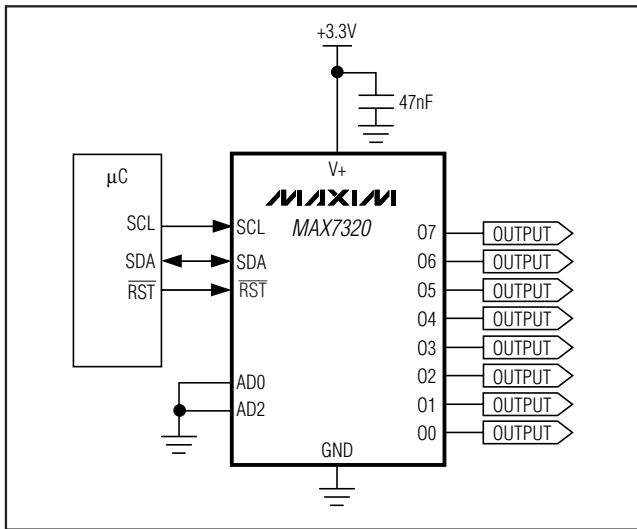 +3.3V
47nF
μC
V+
MAXIM
MAX7320
SCL
SCL
SDA
SDA
RST
RST
AD0
AD2
GND
O7 OUTPUT
O6 OUTPUT
O5 OUTPUT
O4 OUTPUT
O3 OUTPUT
O2 OUTPUT
O1 OUTPUT
O0 OUTPUT